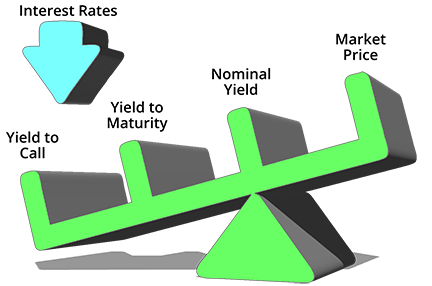 Interest Rates
Market
Price
Nominal
Yield
Yield to
Maturity
Yield to
Call